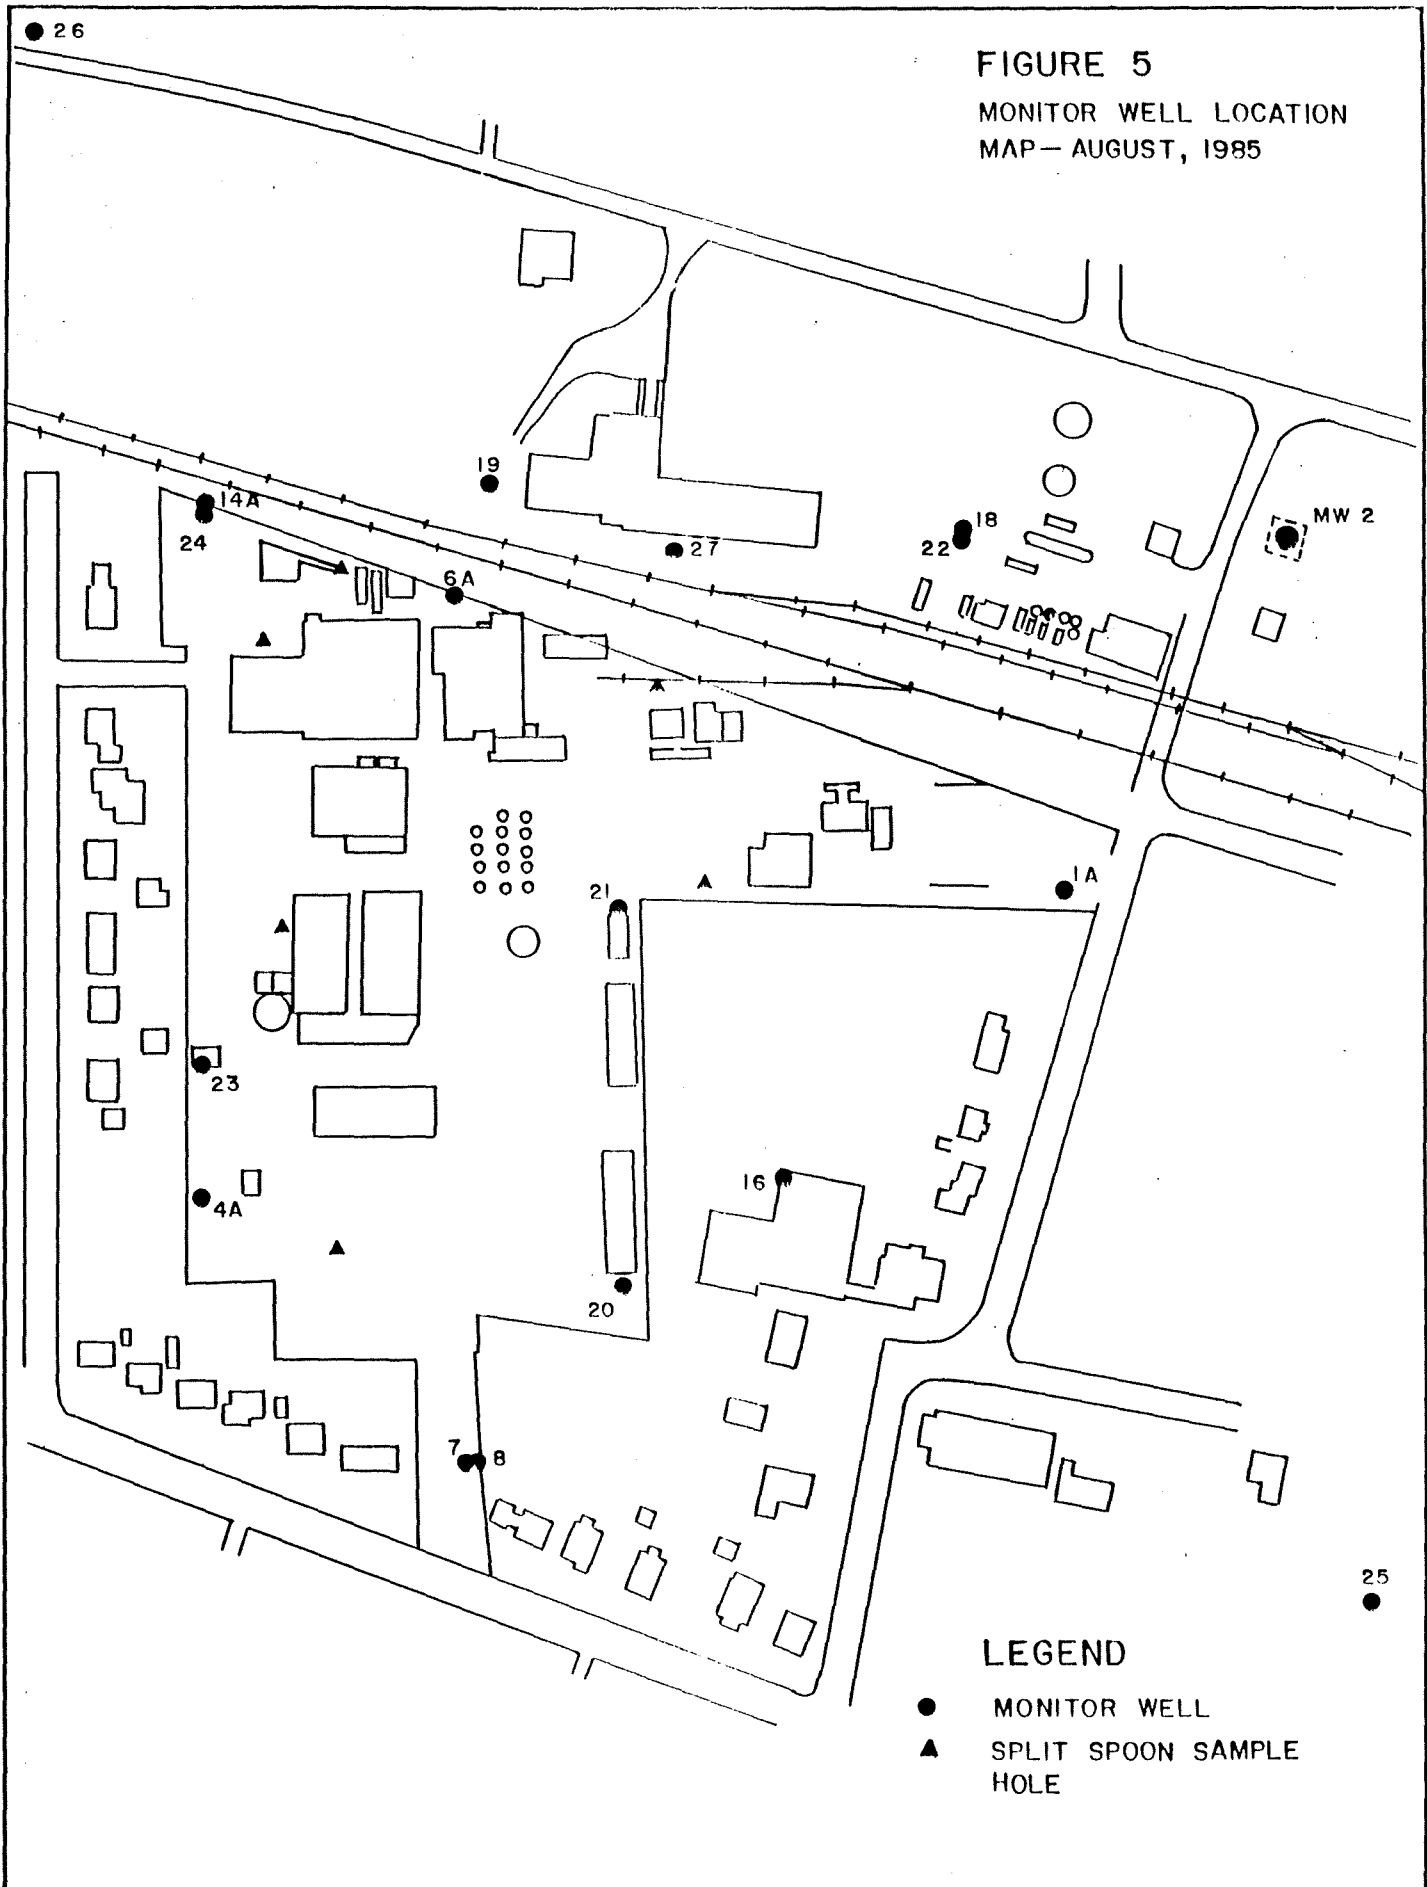 26
FIGURE 5
MONITOR WELL LOCATION
MAP — AUGUST, 1985
19
14A
24
18
22
MW 2
27
6A
1A
21
23
16
4A
20
7
8
25
LEGEND
MONITOR WELL
SPLIT SPOON SAMPLE
HOLE